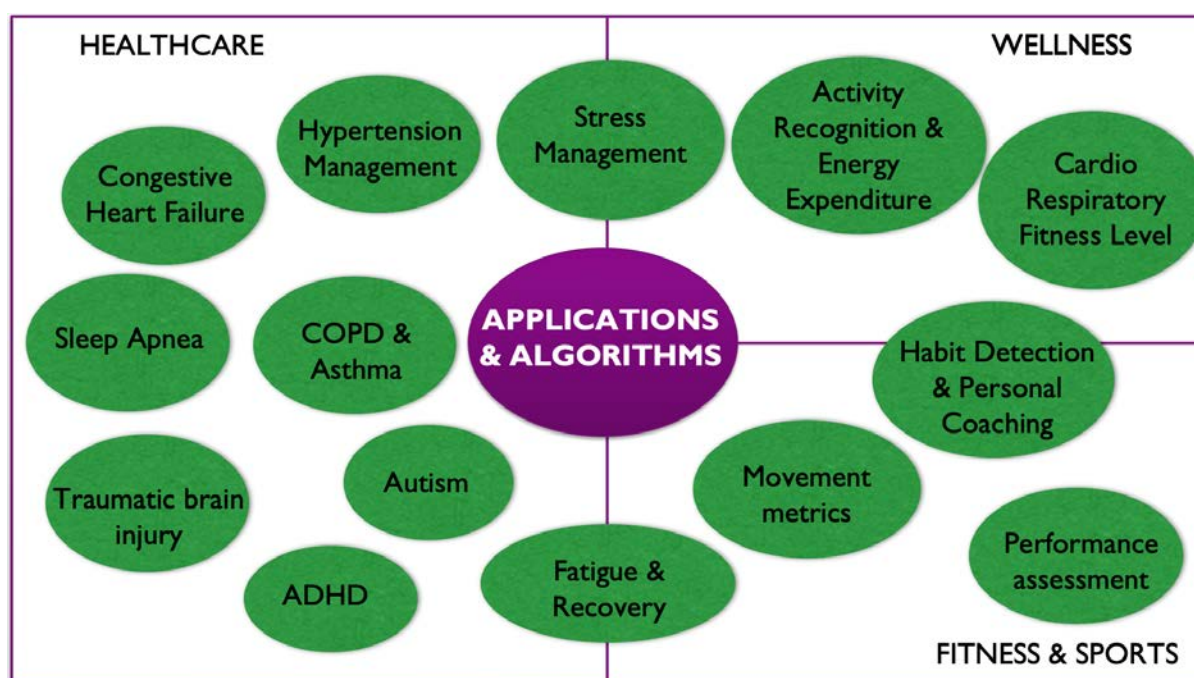 HEALTHCARE
WELLNESS
Hypertension
Management
Stress
Management
Activity
Recognition &
Energy
Expenditure
Congestive
Heart Failure
Cardio
Respiratory
Fitness Level
Sleep Apnea
COPD &
Asthma
APPLICATIONS
& ALGORITHMS
Habit Detection
& Personal
Coaching
Traumatic brain
injury
Autism
Movement
metrics
ADHD
Fatigue &
Recovery
Performance
assessment
FITNESS & SPORTS